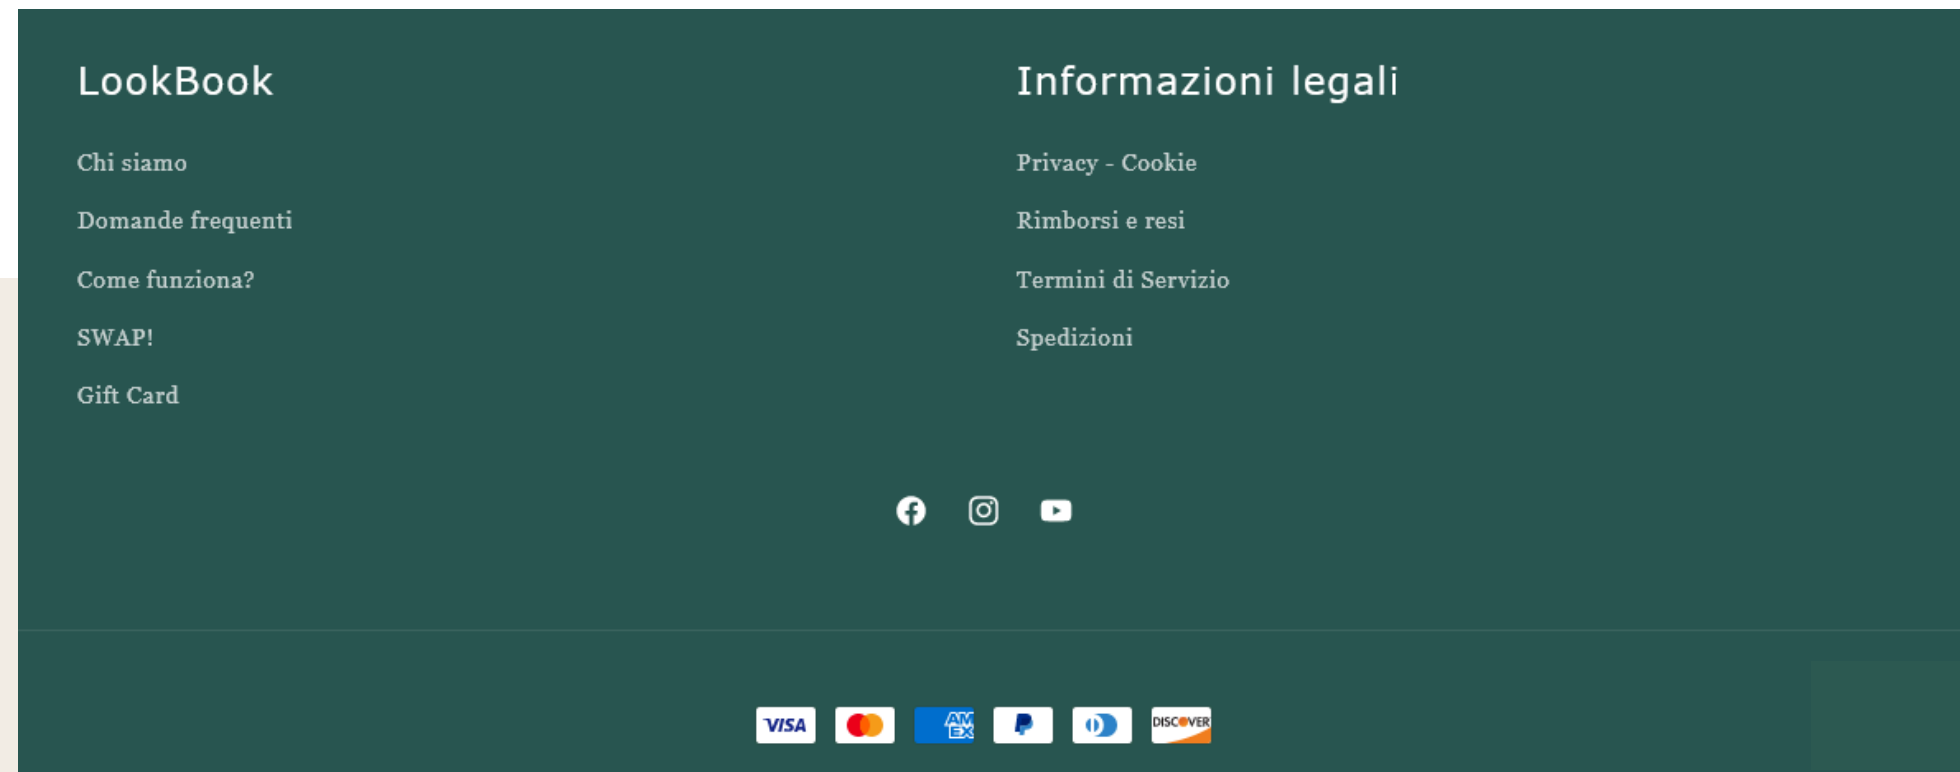 LookBook
Chi siamo
Domande frequenti
Come funziona?
SWAP!
Gift Card
Informazioni legali
Privacy - Cookie
Rimborsi e resi
Termini di Servizio
Spedizioni
VISA
AM
EX
DISCOVER